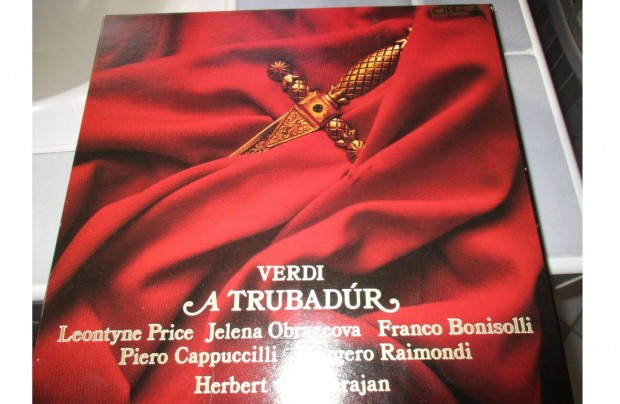 VERDI
A TRUBADÚR
Leontyne Price Jelena Obrazcova Franco Bonisolli
Piero Cappuccilli Raimondi
Herbert